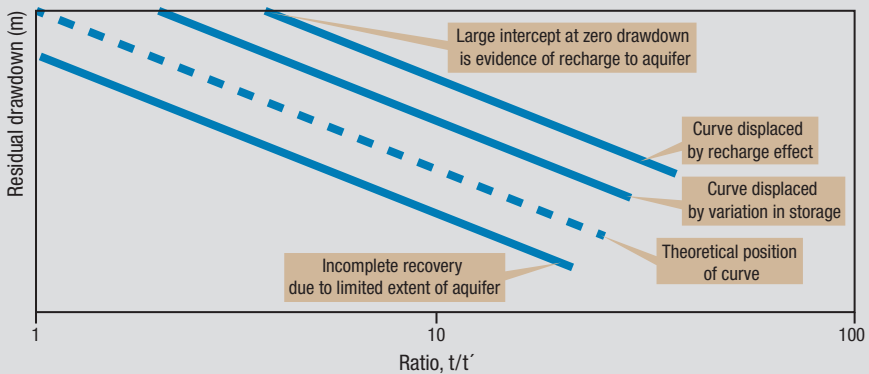 Residual drawdown (m)
Large intercept at zero drawdown
is evidence of recharge to aquifer
Curve displaced
by recharge effect
Curve displaced
by variation in storage
Theoretical position
of curve
Incomplete recovery
due to limited extent of aquifer
1
10
100
Ratio, t/t´